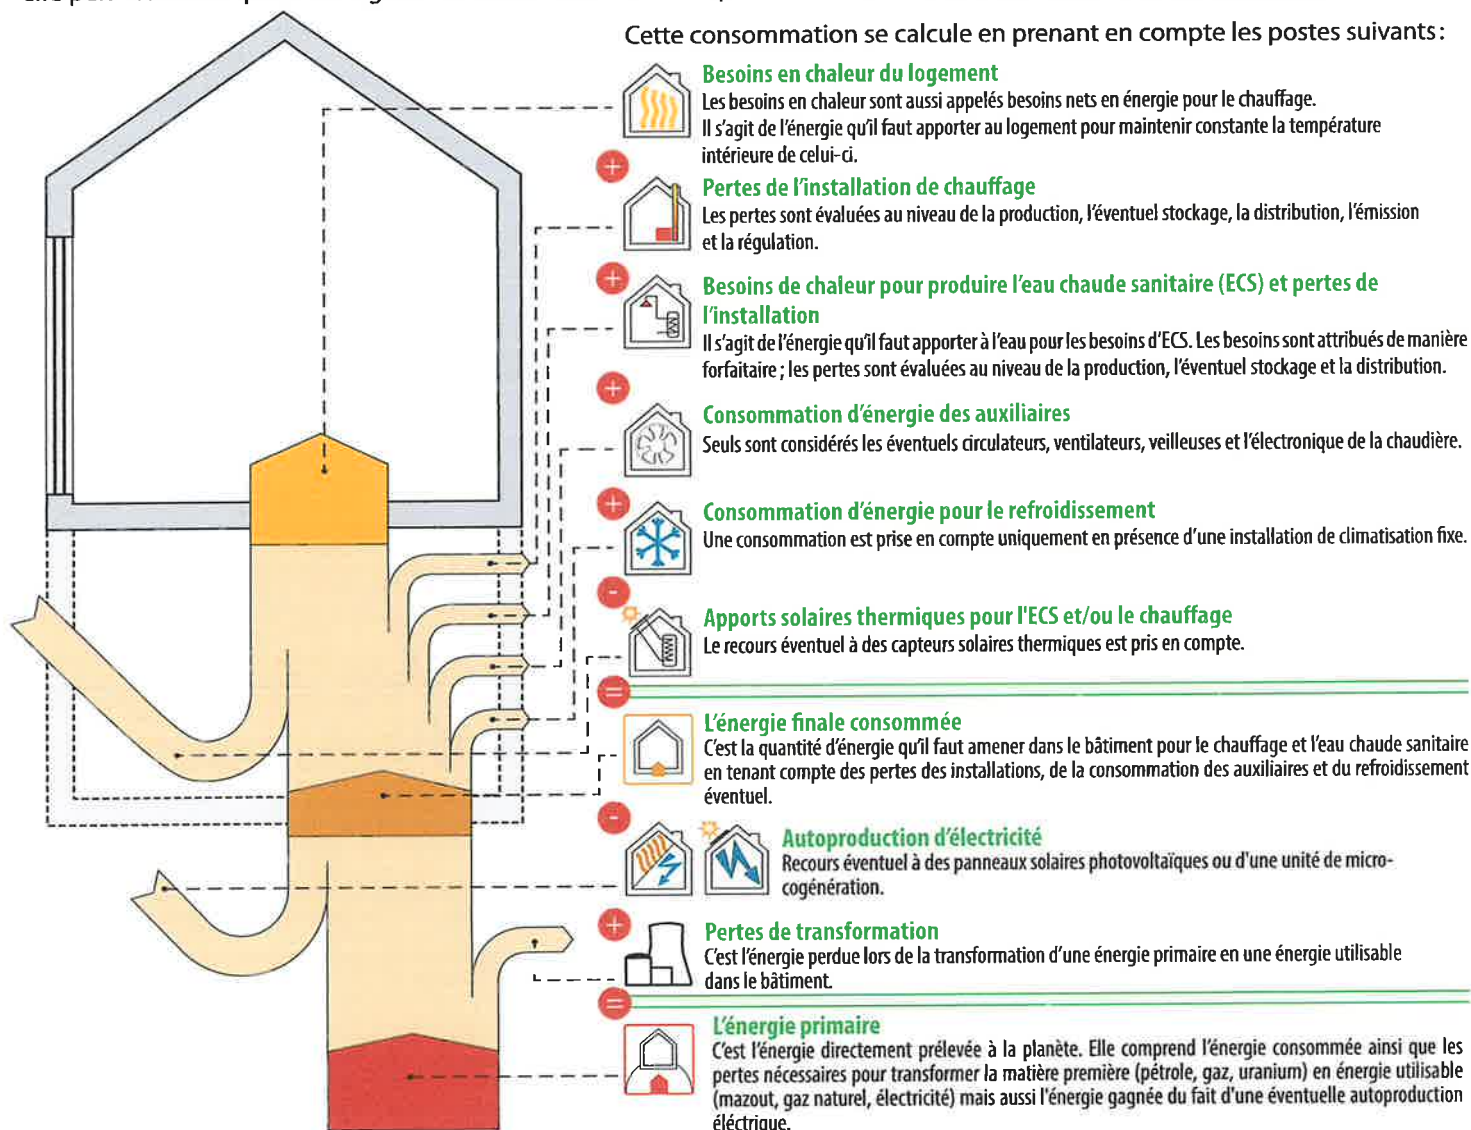 Cette consommation se calcule en prenant en compte les postes suivants:
Besoins en chaleur du logement
Les besoins en chaleur sont aussi appelés besoins nets en énergie pour le chauffage.
Il s'agit de l'énergie qu'il faut apporter au logement pour maintenir constante la température
intérieure de celui-ci.
+
Pertes de l'installation de chauffage
Les pertes sont évaluées au niveau de la production, l'éventuel stockage, la distribution, l'émission
et la régulation.
+
Besoins de chaleur pour produire l'eau chaude sanitaire (ECS) et pertes de
l'installation
Il s'agit de l'énergie qu'il faut apporter à l'eau pour les besoins d'ECS. Les besoins sont attribués de manière
forfaitaire ; les pertes sont évaluées au niveau de la production, l'éventuel stockage et la distribution.
+
Consommation d'énergie des auxiliaires
Seuls sont considérés les éventuels circulateurs, ventilateurs, veilleuses et l'électronique de la chaudière.
+
Consommation d'énergie pour le refroidissement
Une consommation est prise en compte uniquement en présence d'une installation de climatisation fixe.
-
Apports solaires thermiques pour l'ECS et/ou le chauffage
Le recours éventuel à des capteurs solaires thermiques est pris en compte.
=
L'énergie finale consommée
C'est la quantité d'énergie qu'il faut amener dans le bâtiment pour le chauffage et l'eau chaude sanitaire
en tenant compte des pertes des installations, de la consommation des auxiliaires et du refroidissement
éventuel.
-
Autoproduction d'électricité
Recours éventuel à des panneaux solaires photovoltaïques ou d'une unité de micro-
cogénération.
+
Pertes de transformation
C'est l'énergie perdue lors de la transformation d'une énergie primaire en une énergie utilisable
dans le bâtiment.
=
L'énergie primaire
C'est l'énergie directement prélevée à la planète. Elle comprend l'énergie consommée ainsi que les
pertes nécessaires pour transformer la matière première (pétrole, gaz, uranium) en énergie utilisable
(mazout, gaz naturel, électricité) mais aussi l'énergie gagnée du fait d'une éventuelle autoproduction
éléctrique.